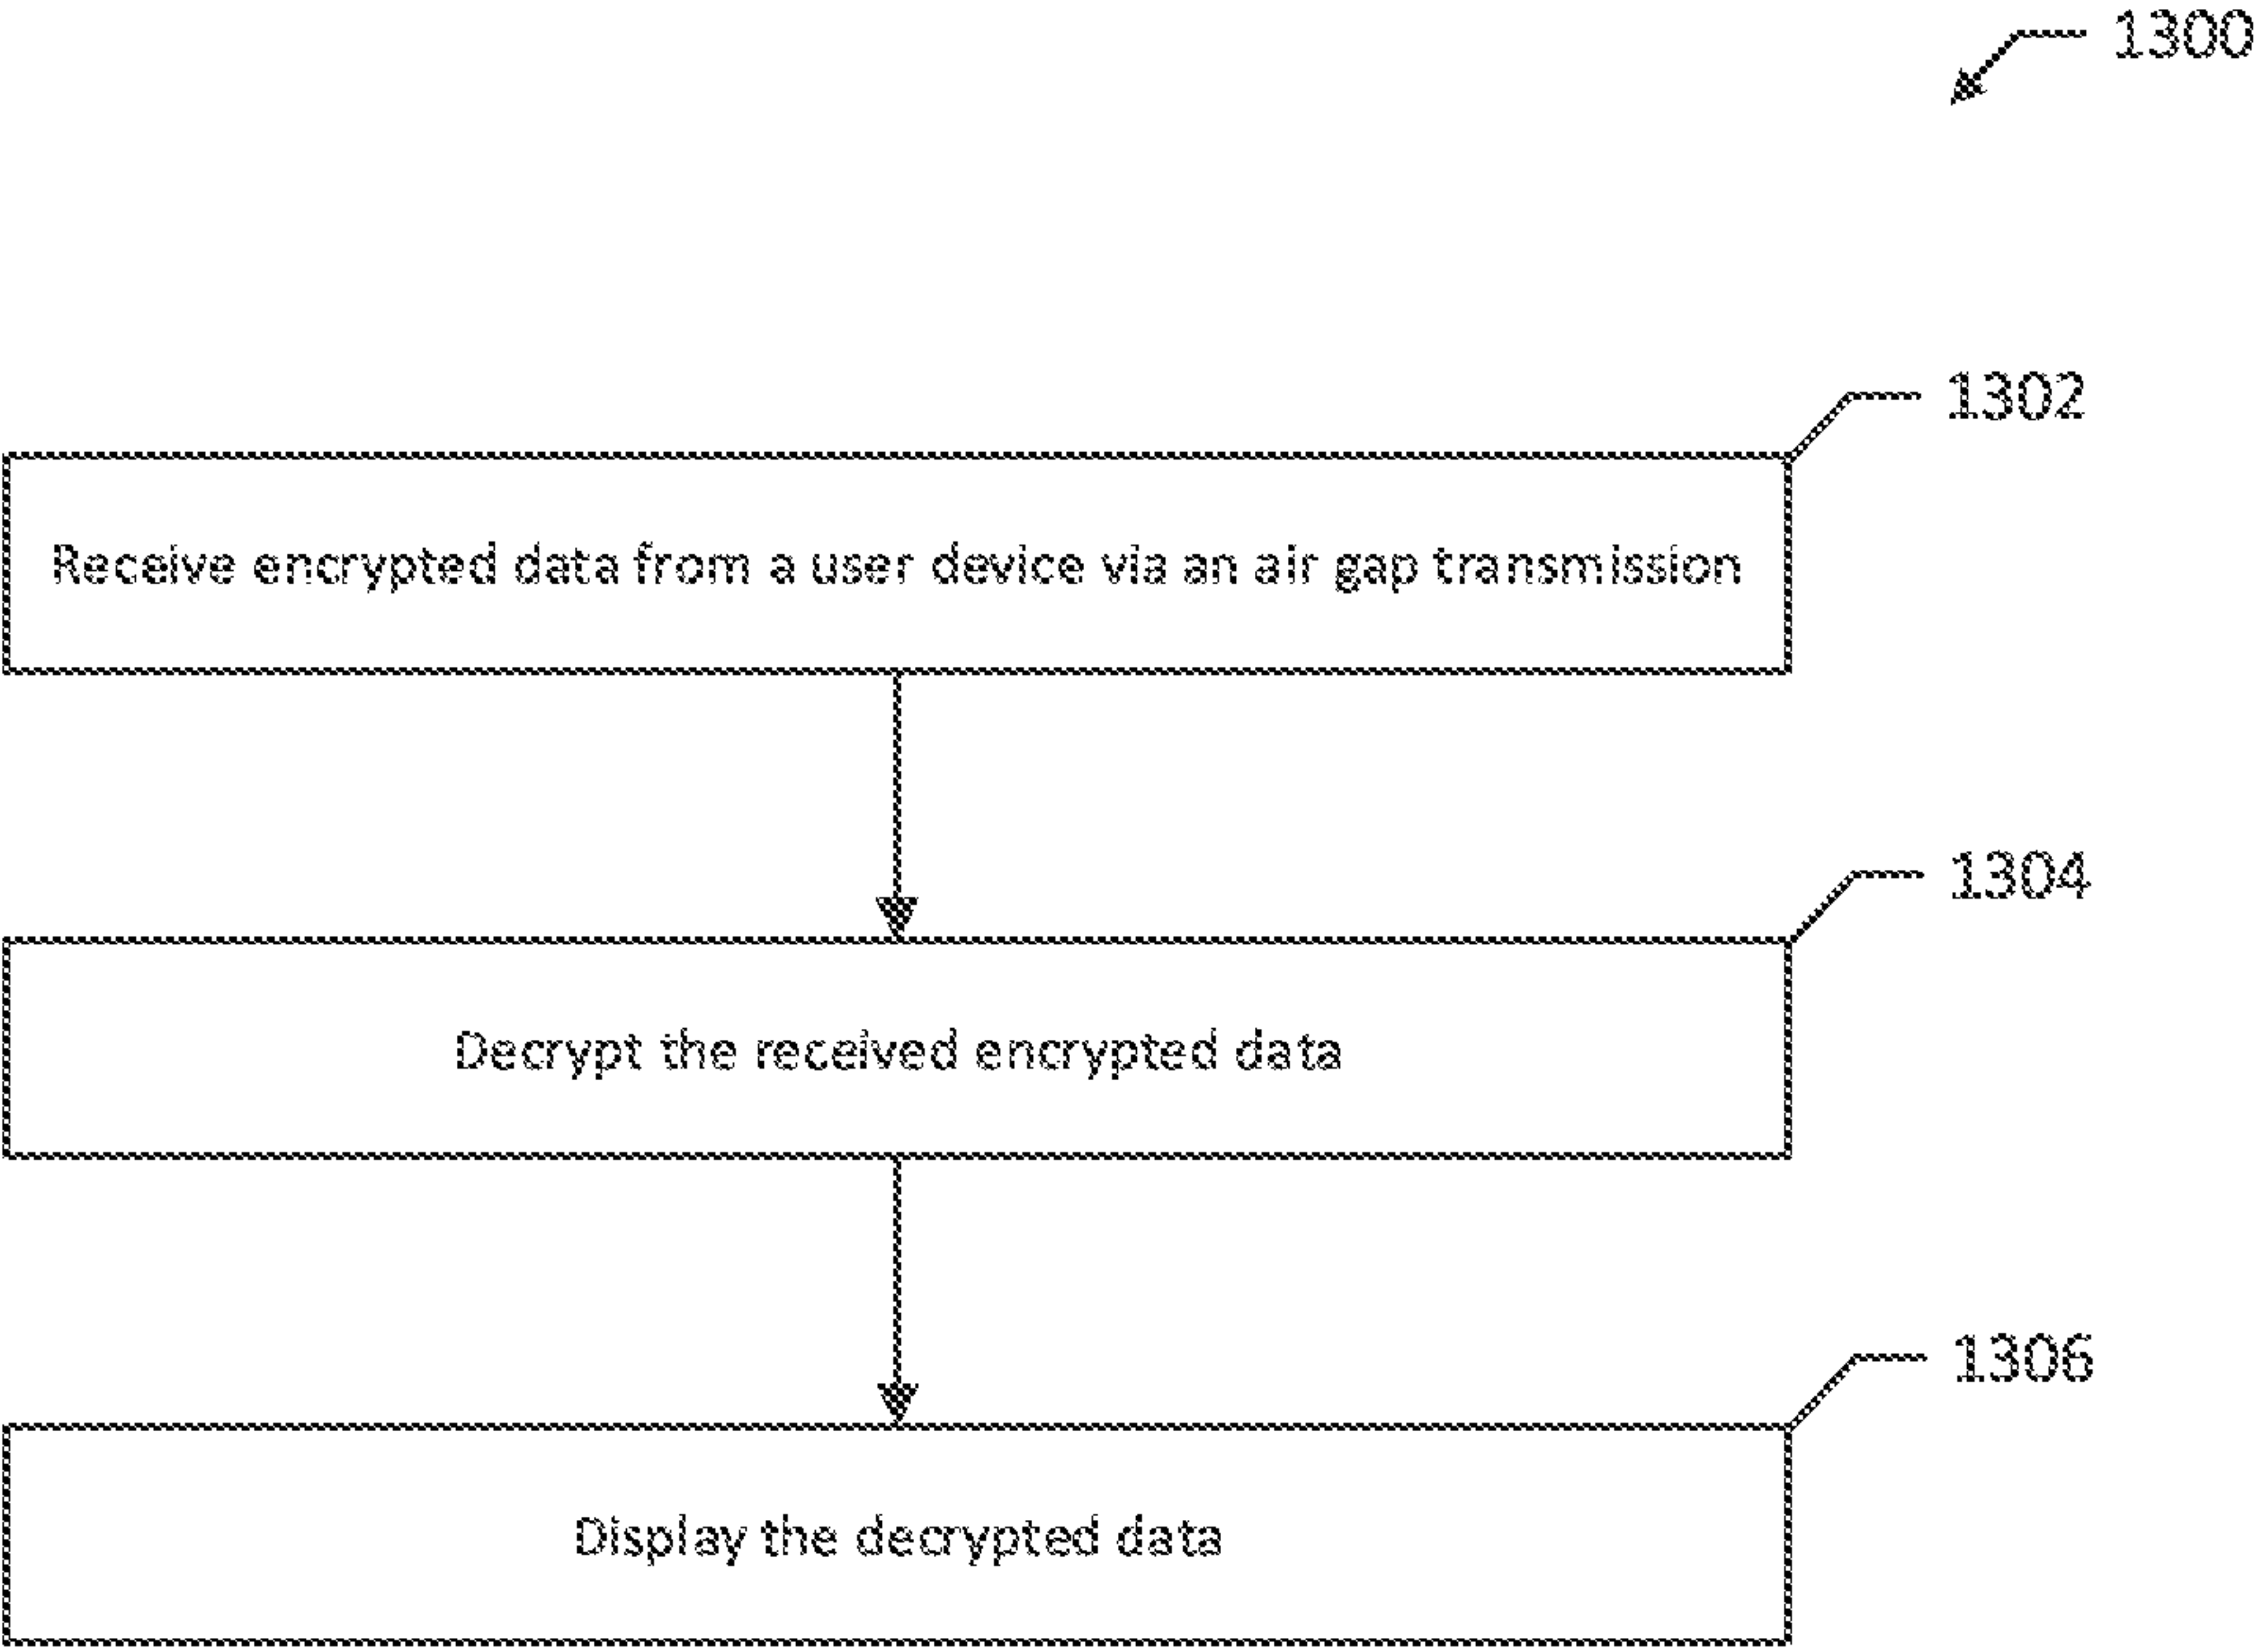 1300
1302
Receive encrypted data from a user device via an air gap transmission
1304
Decrypt the received encrypted data
1306
Display the decrypted data